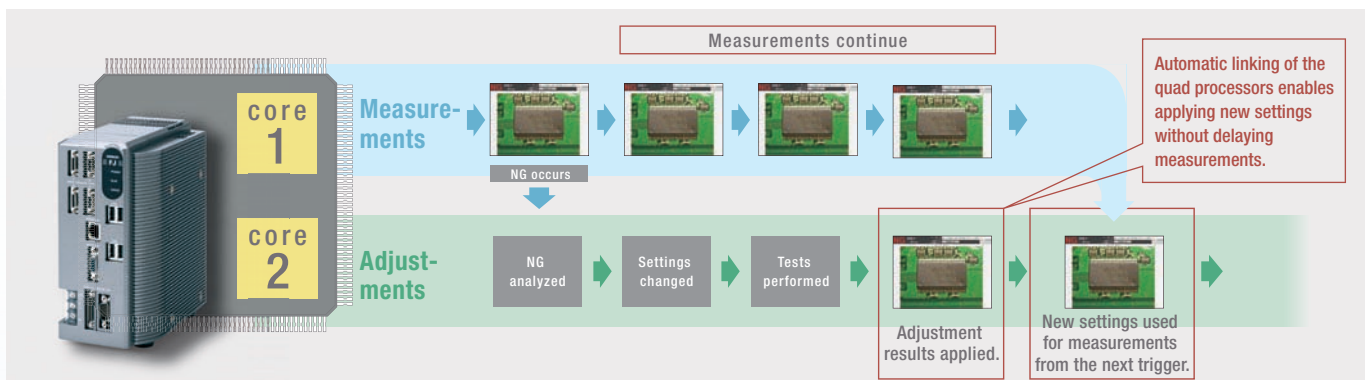 Measurements continue
Automatic linking of the
quad processors enables
applying new settings
without delaying
measurements.
core
1
Measure-
ments
NG occurs
core
2
Adjust-
ments
NG
analyzed
Settings
changed
Tests
performed
Adjustment
results applied.
New settings used
for measurements
from the next trigger.